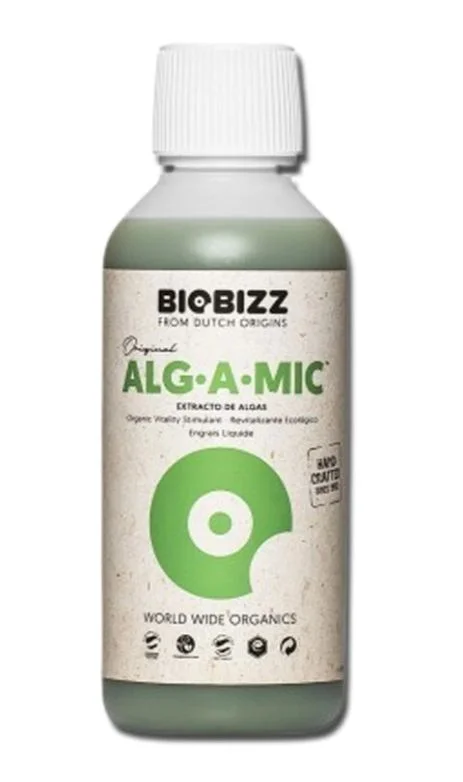 BIOBIZZ
FROM DUTCH ORIGINS
Original
ALG·A·MIC™
EXTRACTO DE ALGAS
Organic Vitality Stimulant - Revitalizante Ecológico
Engrais Liquide
HAND
CRAFTED
WORLD WIDE ORGANICS